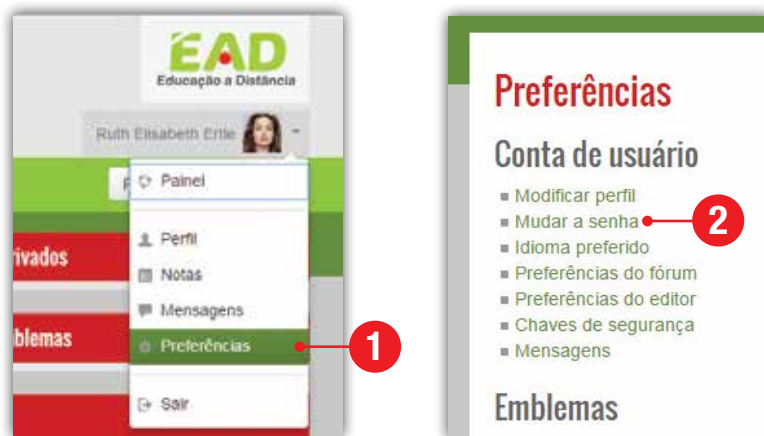 EAD
Educação a Distância
Ruth Elisabeth Ertle
Painel
Perfil
rivados
Notas
Mensagens
blemas
Preferências
1
Sair
Preferências
Conta de usuário
Modificar perfil
Mudar a senha
2
Idioma preferido
Preferências do fórum
Preferências do editor
Chaves de segurança
Mensagens
Emblemas